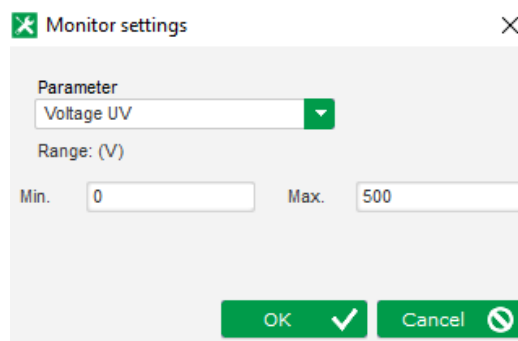 Monitor settings
Parameter
Voltage UV
Range: (V)
Min. 0 Max. 500
OK Cancel